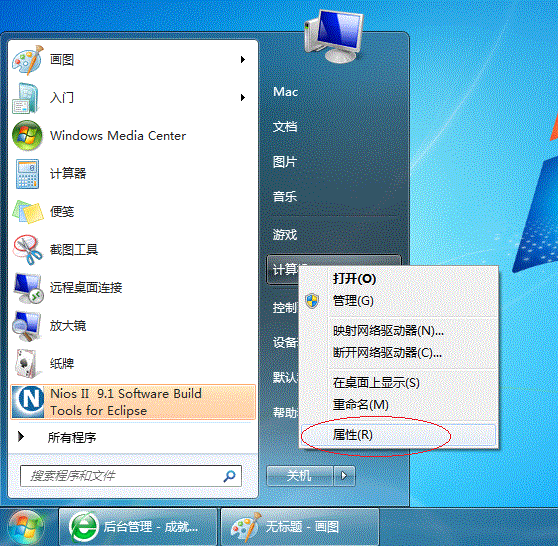 画图
入门
Windows Media Center
计算器
便笺
截图工具
远程桌面连接
放大镜
纸牌
Nios II 9.1 Software Build
Tools for Eclipse
所有程序
搜索程序和文件
Mac
文档
图片
音乐
游戏
计算
控制
设备
默认
帮助
关机
打开(O)
管理(G)
映射网络驱动器(N)...
断开网络驱动器(C)...
在桌面上显示(S)
重命名(M)
属性(R)
后台管理 - 成就...
无标题 - 画图